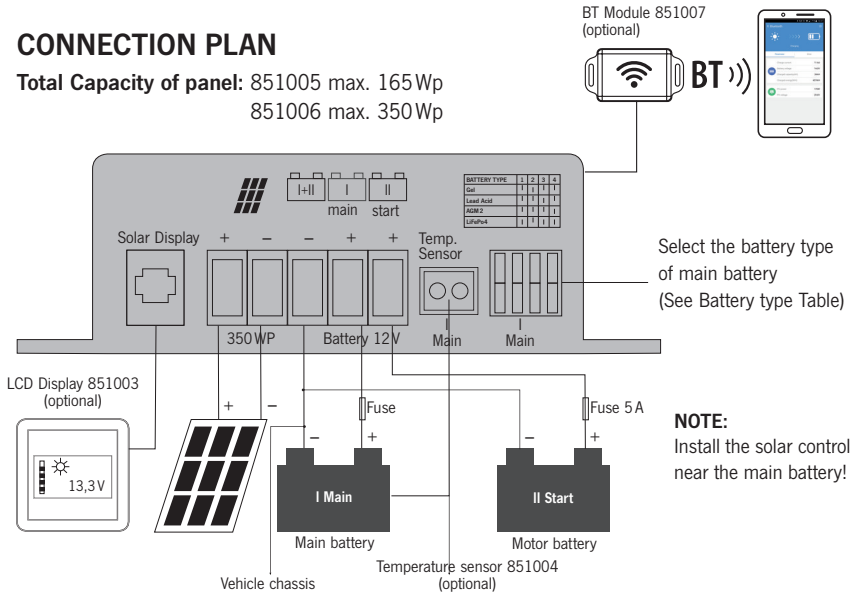 BT Module 851007
(optional)
CONNECTION PLAN
Total Capacity of panel: 851005 max. 165 Wp
851006 max. 350 Wp
BT
I+II
I
II
main
start
BATTERY TYPE 1 2 3 4
Gel
Lead Acid
AGM 2
LiFePo4
Solar Display
+ − − + +
Temp.
Sensor
350 WP
Battery 12 V
I
Main
I
Main
Select the battery type
of main battery
(See Battery type Table)
LCD Display 851003
(optional)
13,3 V
+ −
Fuse
− +
I Main
Main battery
Fuse 5 A
− +
II Start
Motor battery
NOTE:
Install the solar control
near the main battery!
Vehicle chassis
Temperature sensor 851004
(optional)